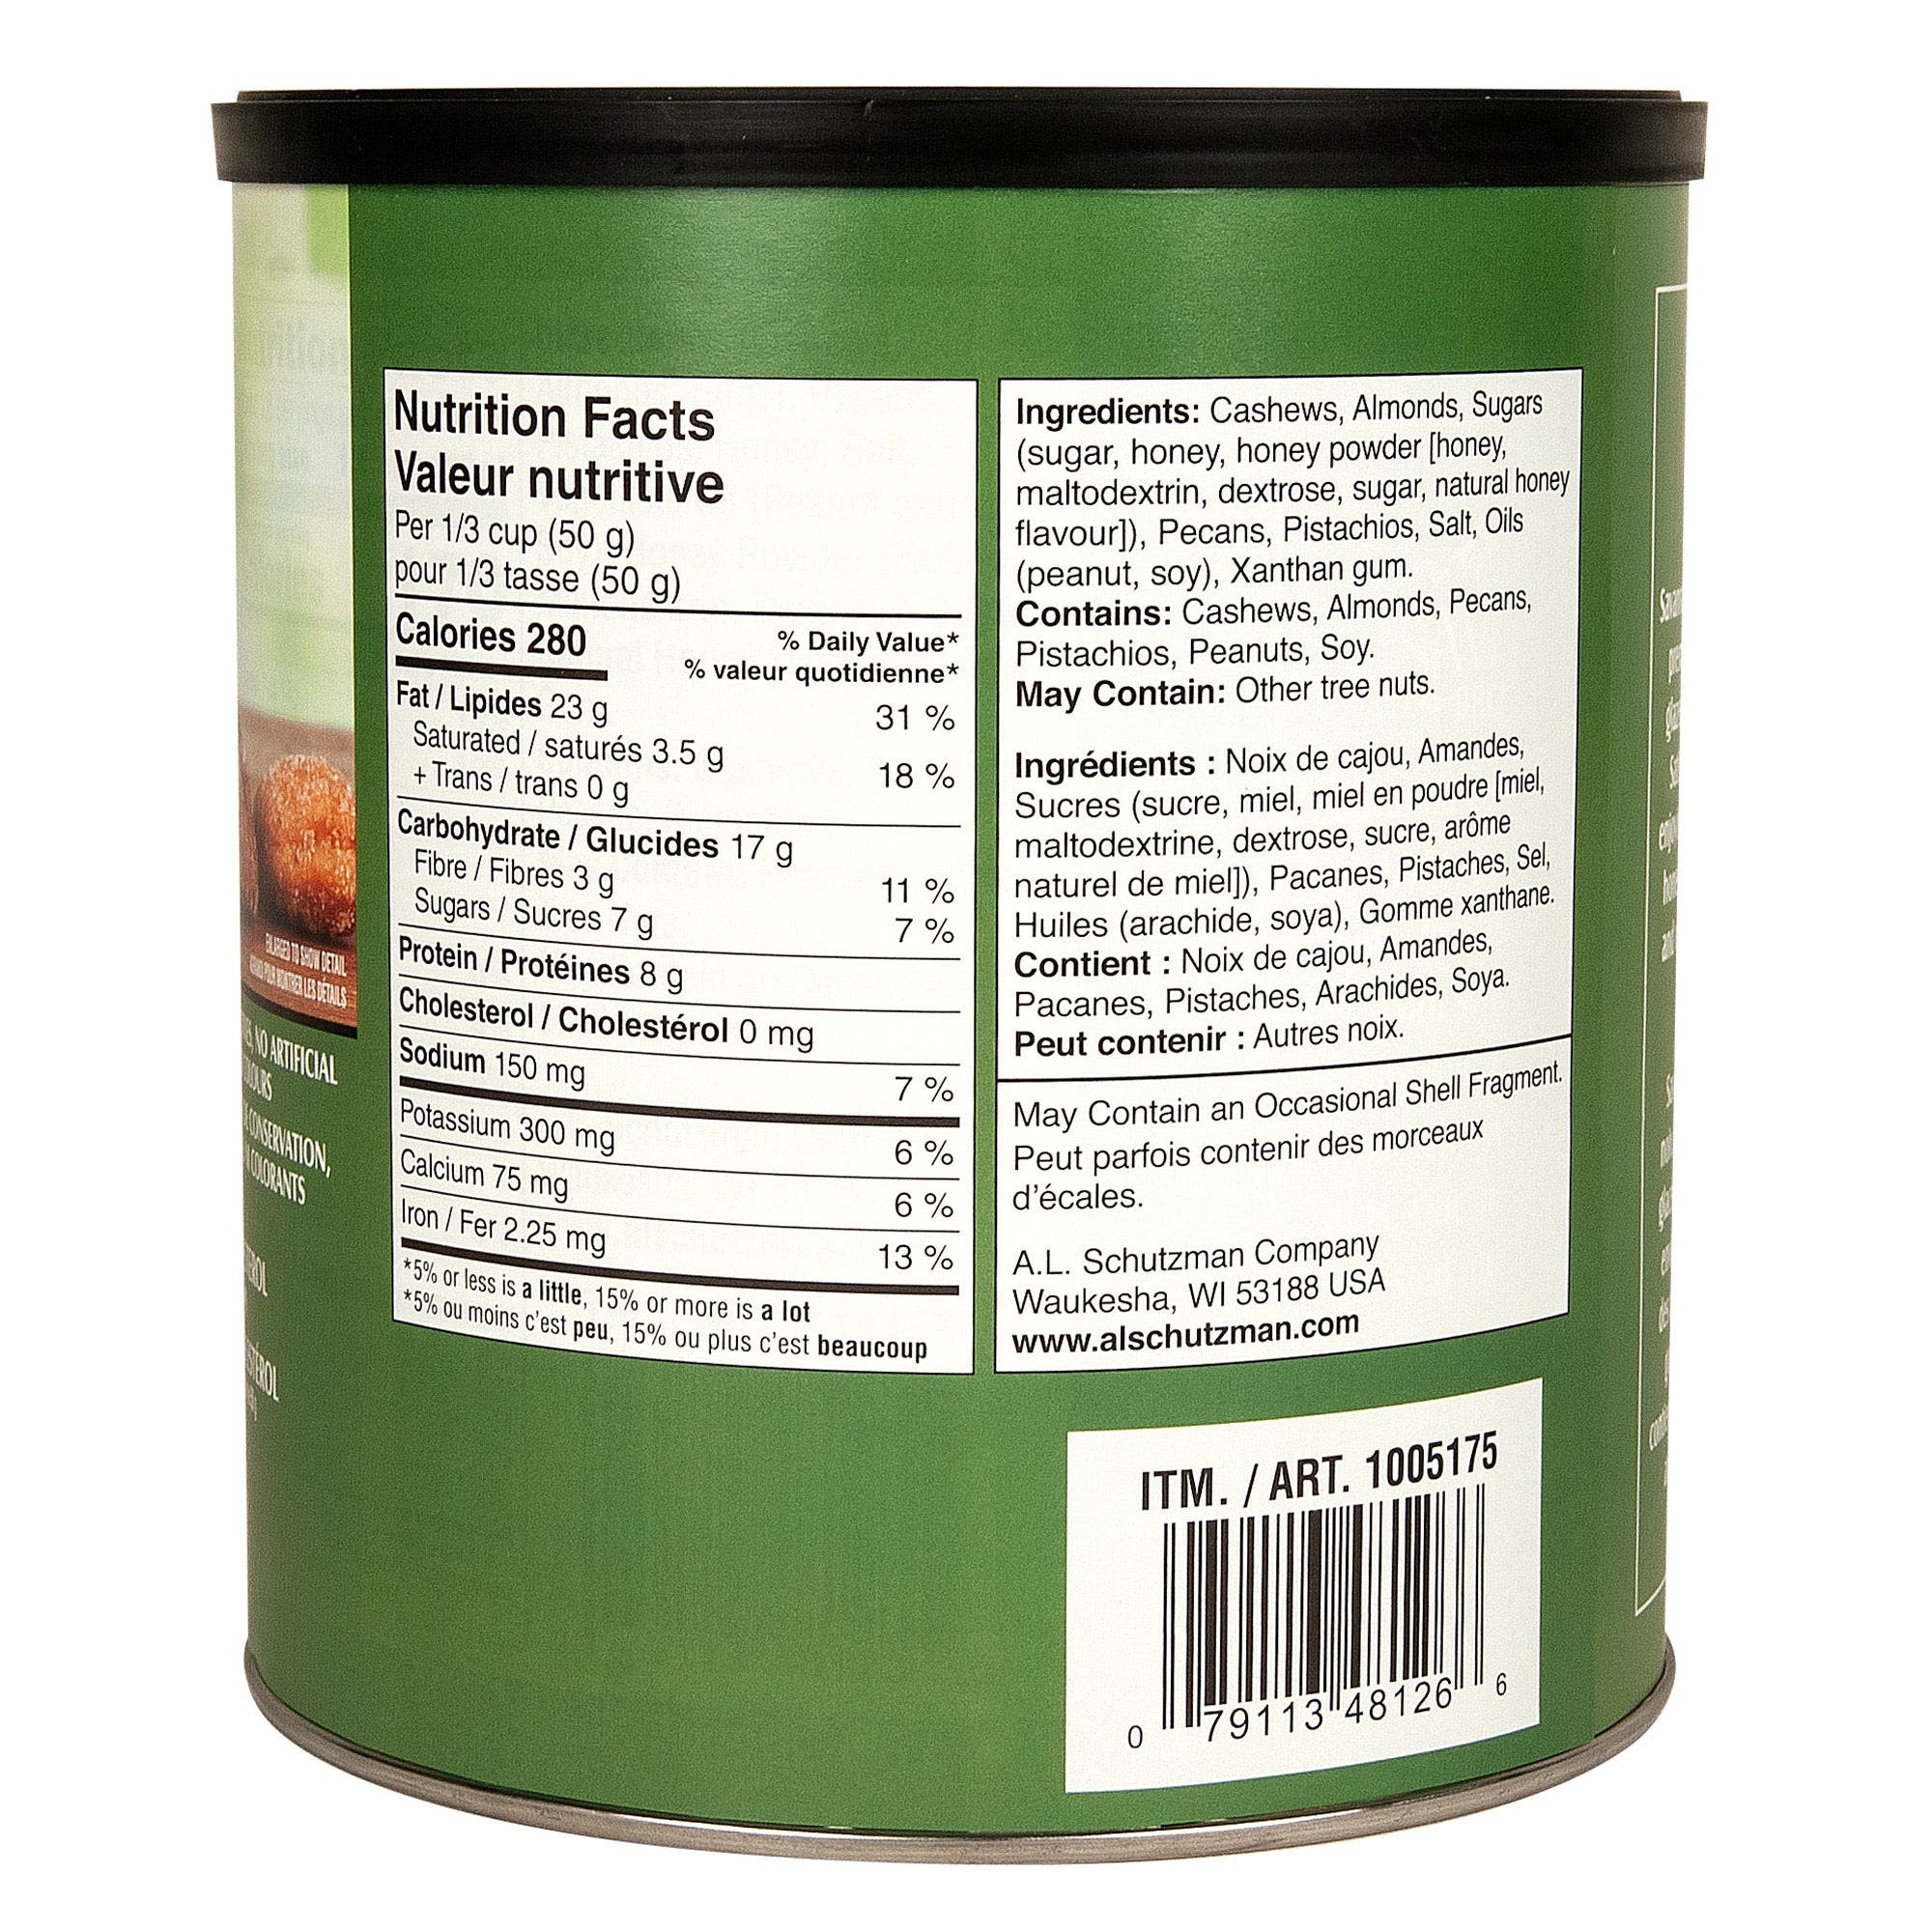 Nutrition Facts
Valeur nutritive
Per 1/3 cup (50 g)
pour 1/3 tasse (50 g)
Calories 280
% Daily Value*
% valeur quotidienne*
Fat / Lipides 23 g 31 %
Saturated / saturés 3.5 g
+ Trans / trans 0 g 18 %
Carbohydrate / Glucides 17 g
Fibre / Fibres 3 g 11 %
Sugars / Sucres 7 g 7 %
Protein / Protéines 8 g
Cholesterol / Cholestérol 0 mg
Sodium 150 mg 7 %
Potassium 300 mg 6 %
Calcium 75 mg 6 %
Iron / Fer 2.25 mg 13 %
*5% or less is a little, 15% or more is a lot
*5% ou moins c'est peu, 15% ou plus c'est beaucoup
Ingredients: Cashews, Almonds, Sugars
(sugar, honey, honey powder [honey,
maltodextrin, dextrose, sugar, natural honey
flavour]), Pecans, Pistachios, Salt, Oils
(peanut, soy), Xanthan gum.
Contains: Cashews, Almonds, Pecans,
Pistachios, Peanuts, Soy.
May Contain: Other tree nuts.
Ingrédients : Noix de cajou, Amandes,
Sucres (sucre, miel, miel en poudre [miel,
maltodextrine, dextrose, sucre, arôme
naturel de miel]), Pacanes, Pistaches, Sel,
Huiles (arachide, soya), Gomme xanthane.
Contient : Noix de cajou, Amandes,
Pacanes, Pistaches, Arachides, Soya.
Peut contenir : Autres noix.
May Contain an Occasional Shell Fragment.
Peut parfois contenir des morceaux
d'écales.
A.L. Schutzman Company
Waukesha, WI 53188 USA
www.alschutzman.com
ITM. / ART. 1005175
0 79113 48126 6
ENLARGED TO SHOW DETAIL
POUR MONTRER LES DÉTAILS
NO ARTIFICIAL
CONSERVATION,
COLORANTS